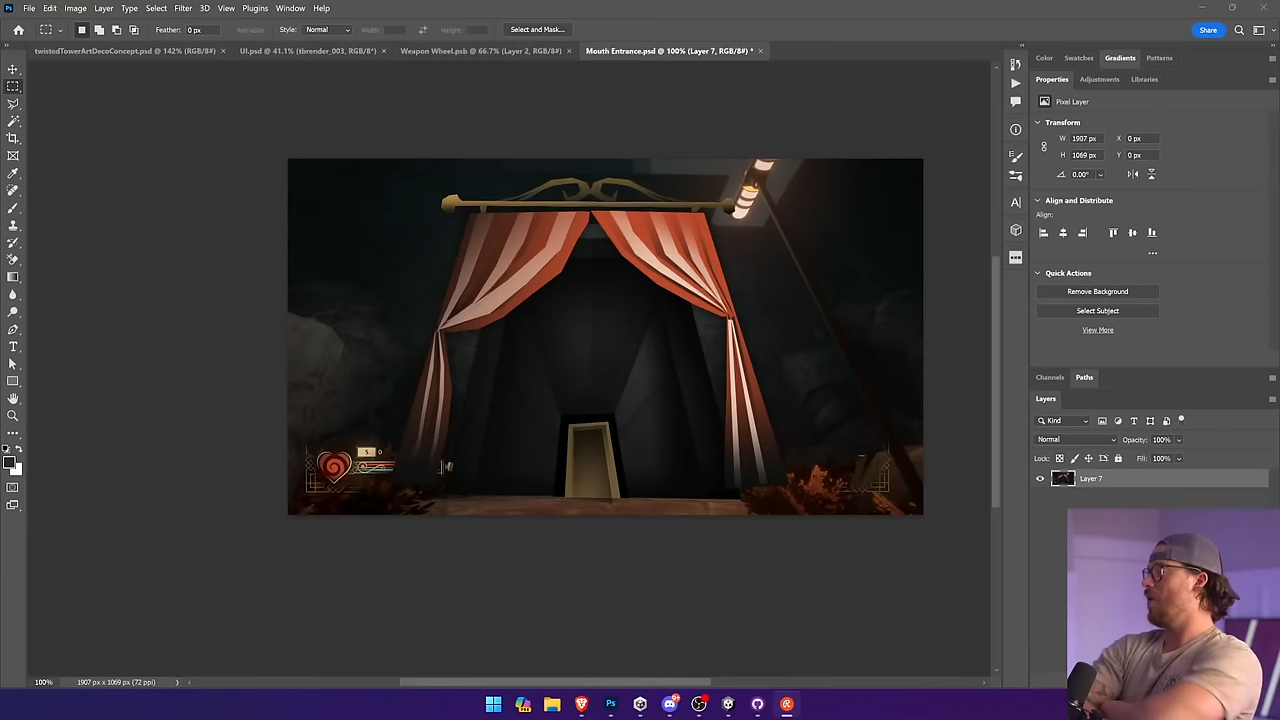 File Edit Image Layer Type Select Filter 3D View Plugins Window Help
Feather: 0 px Anti-alias Style: Normal Width: Height: Select and Mask... Share
twistedTowerArtDecoConcept.psd @ 142% (RGB/8#) × UI.psd @ 41.1% (tbrender_003, RGB/8*) × Weapon Wheel.psb @ 66.7% (Layer 2, RGB/8#) × Mouth Entrance.psd @ 100% (Layer 7, RGB/8#) * ×
Color Swatches Gradients Patterns
Properties Adjustments Libraries
Pixel Layer
Transform
W 1907 px X 0 px
H 1069 px Y 0 px
0.00°
Align and Distribute
Align:
Quick Actions
Remove Background
Select Subject
View More
Channels Paths
Layers
Kind
Normal Opacity: 100%
Lock: Fill: 100%
Layer 7
100% 1907 px x 1069 px (72 ppi)